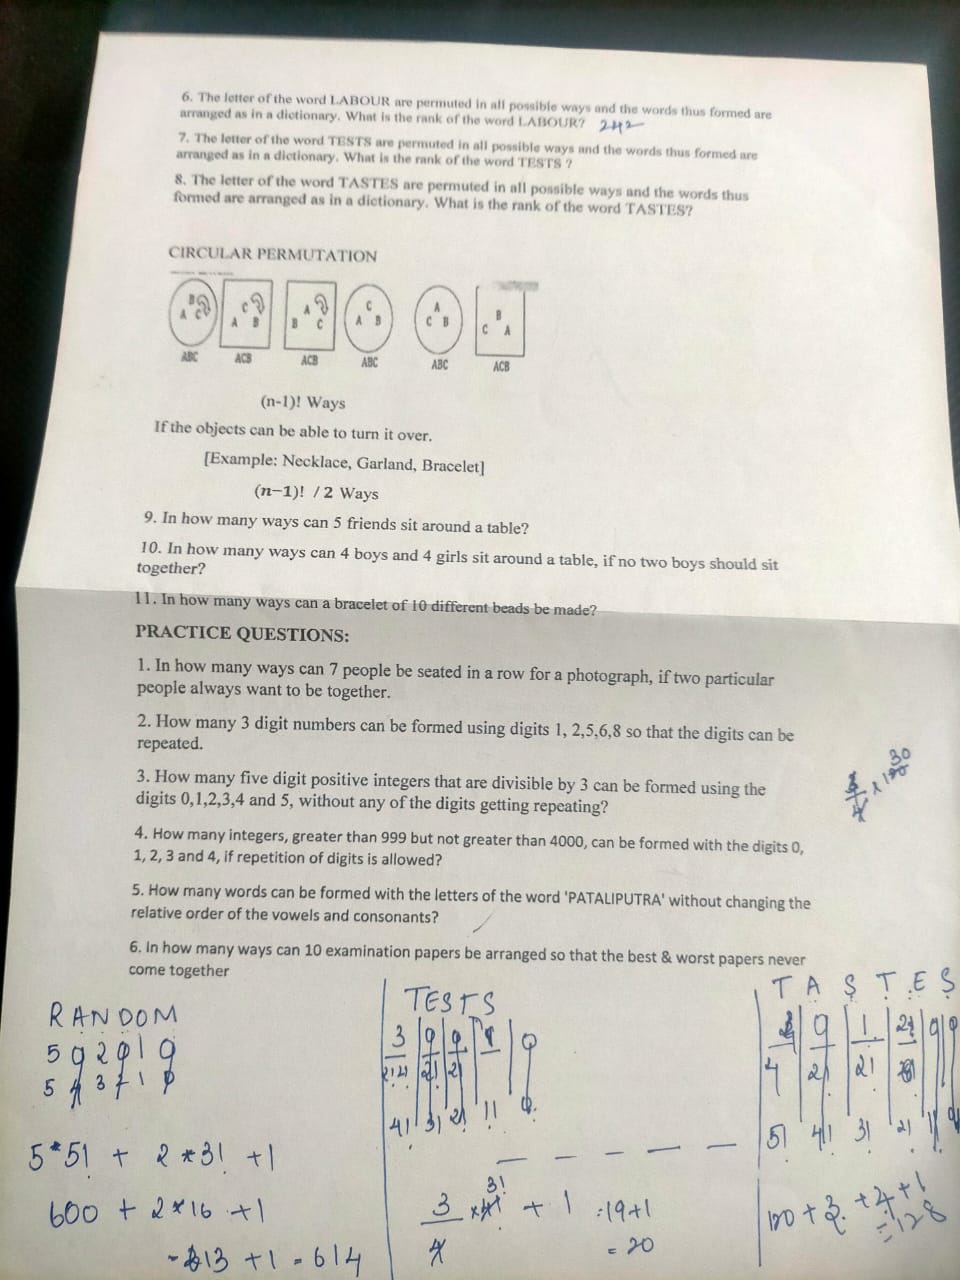 6. The letter of the word LABOUR are permuted in all possible ways and the words thus formed are
arranged as in a dictionary. What is the rank of the word LABOUR? 242
7. The letter of the word TESTS are permuted in all possible ways and the words thus formed are
arranged as in a dictionary. What is the rank of the word TESTS ?
8. The letter of the word TASTES are permuted in all possible ways and the words thus
formed are arranged as in a dictionary. What is the rank of the word TASTES?
CIRCULAR PERMUTATION
B C A A B
A C A B B C A B C B C A
ABC ACB ACB ABC ABC ACB
(n-1)! Ways
If the objects can be able to turn it over.
[Example: Necklace, Garland, Bracelet]
(n−1)! /2 Ways
9. In how many ways can 5 friends sit around a table?
10. In how many ways can 4 boys and 4 girls sit around a table, if no two boys should sit
together?
11. In how many ways can a bracelet of 10 different beads be made?
PRACTICE QUESTIONS:
1. In how many ways can 7 people be seated in a row for a photograph, if two particular
people always want to be together.
2. How many 3 digit numbers can be formed using digits 1, 2,5,6,8 so that the digits can be
repeated.
3. How many five digit positive integers that are divisible by 3 can be formed using the
digits 0,1,2,3,4 and 5, without any of the digits getting repeating?
4. How many integers, greater than 999 but not greater than 4000, can be formed with the digits 0,
1, 2, 3 and 4, if repetition of digits is allowed?
5. How many words can be formed with the letters of the word 'PATALIPUTRA' without changing the
relative order of the vowels and consonants?
6. In how many ways can 10 examination papers be arranged so that the best & worst papers never
come together
RANDOM
5*5! + 2*3! +1
600 + 2*16 +1
613 +1 = 614
TESTS
4! 3! 2! 1!
3! + 1 = 19+1
= 20
TASTES
5! 4! 3! 2!
= 128